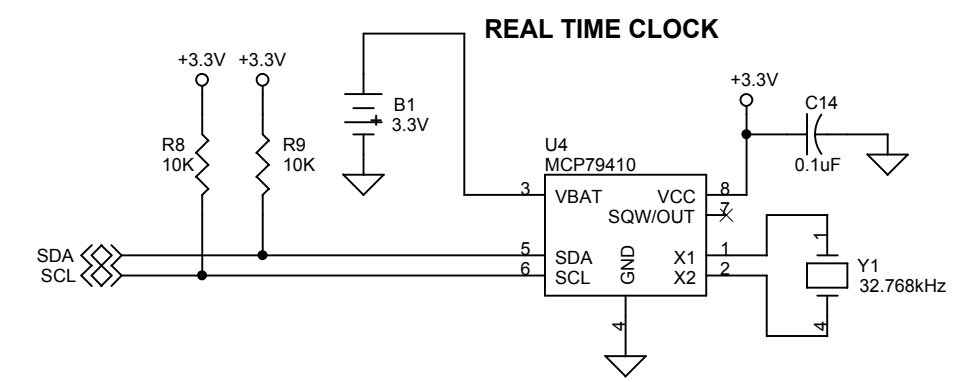 REAL TIME CLOCK
+3.3V +3.3V
+3.3V
B1
3.3V
C14
0.1uF
R8
10K
R9
10K
U4
MCP79410
3 VBAT
VCC 8
SQW/OUT 7
SDA
SCL
5 SDA
6 SCL
GND
4
X1 1
X2 2
1
Y1
32.768kHz
4